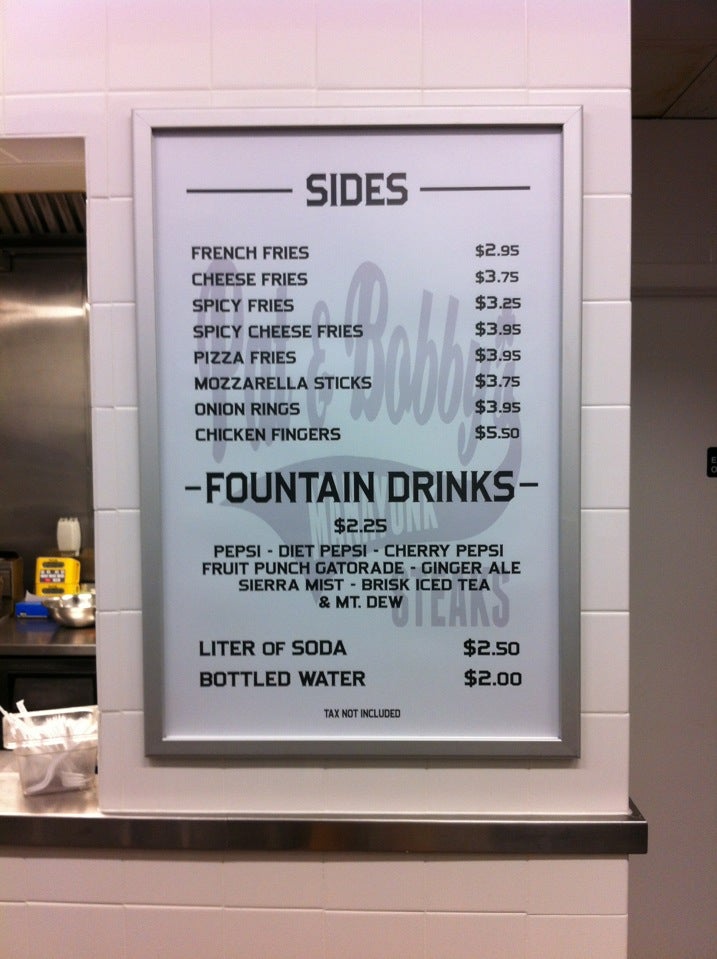 SIDES
FRENCH FRIES $2.95
CHEESE FRIES $3.75
SPICY FRIES $3.25
SPICY CHEESE FRIES $3.95
PIZZA FRIES $3.95
MOZZARELLA STICKS $3.75
ONION RINGS $3.95
CHICKEN FINGERS $5.50
& Bobby's
-FOUNTAIN DRINKS-
$2.25
PEPSI - DIET PEPSI - CHERRY PEPSI
FRUIT PUNCH GATORADE - GINGER ALE
SIERRA MIST - BRISK ICED TEA
& MT. DEW
STEAKS
LITER OF SODA $2.50
BOTTLED WATER $2.00
TAX NOT INCLUDED